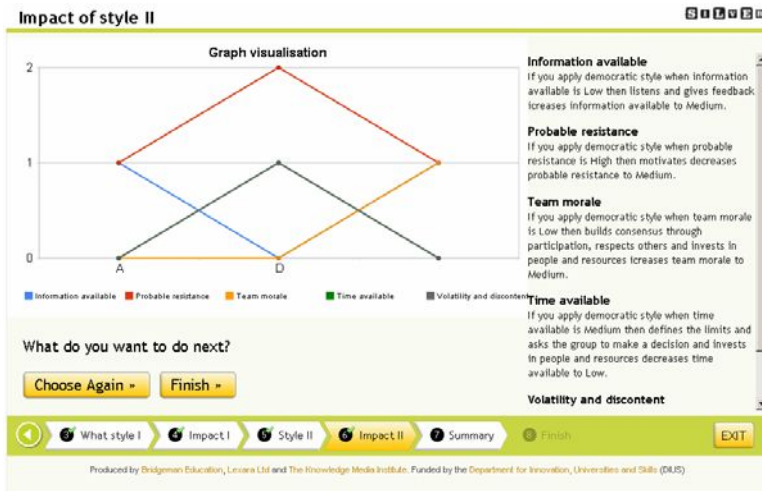 Impact of style II
SILVER
Graph visualisation
2
1
0
A
D
Information available
Probable resistance
Team morale
Time available
Volatility and discontent
What do you want to do next?
Choose Again »
Finish »
Information available
If you apply democratic style when information
available is Low then listens and gives feedback
icreases information available to Medium.
Probable resistance
If you apply democratic style when probable
resistance is High then motivates decreases
probable resistance to Medium.
Team morale
If you apply democratic style when team morale
is Low then builds consensus through
participation, respects others and invests in
people and resources icreases team morale to
Medium.
Time available
If you apply democratic style when time
available is Medium then defines the limits and
asks the group to make a decision and invests
in people and resources decreases time
available to Low.
Volatility and discontent
3 What style I
4 Impact I
5 Style II
6 Impact II
7 Summary
8 Finish
EXIT
Produced by Bridgeman Education, Lexara Ltd and The Knowledge Media Institute. Funded by the Department for Innovation, Universities and Skills (DIUS)